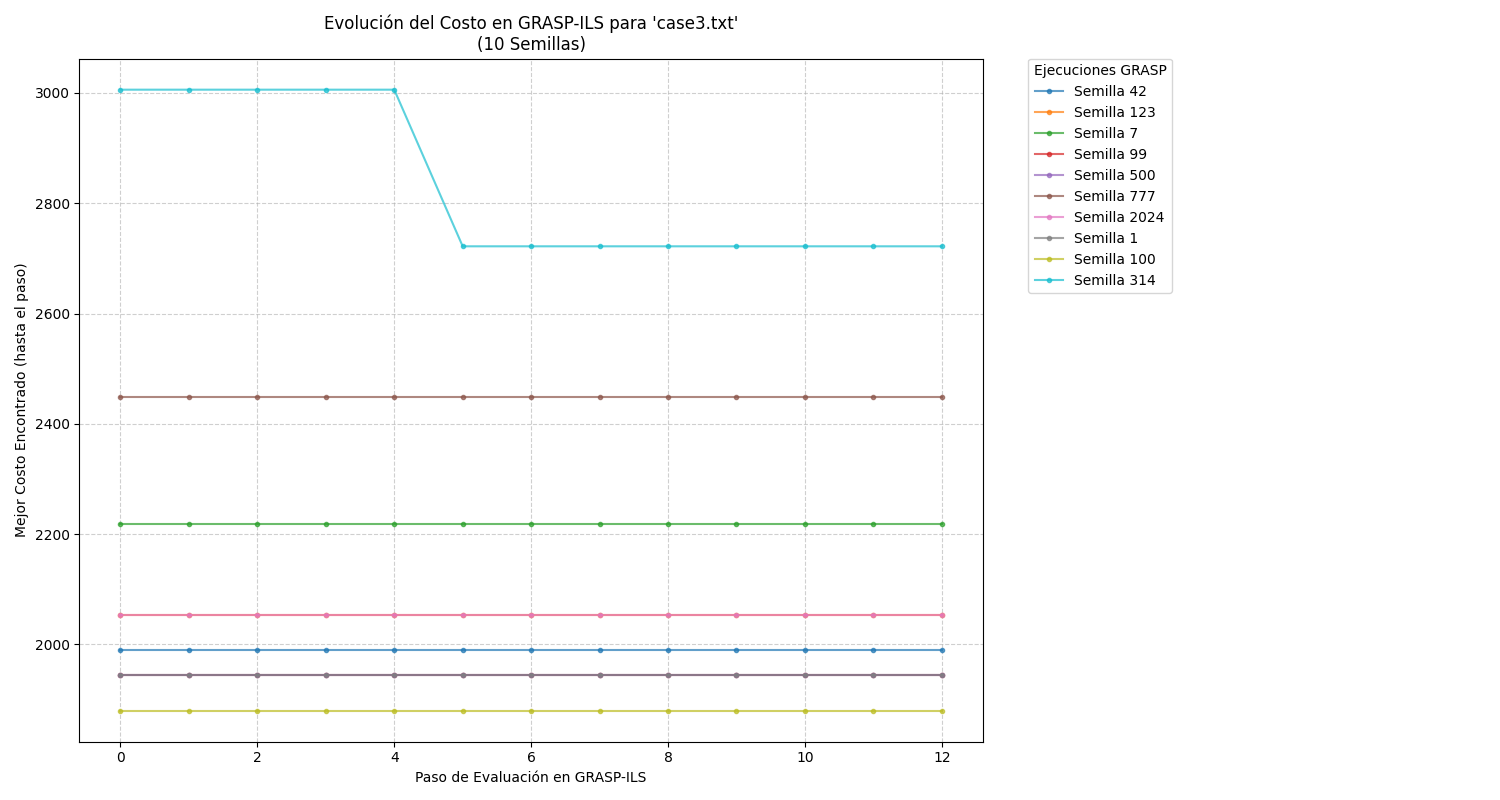 Evolución del Costo en GRASP-ILS para 'case3.txt'
(10 Semillas)
Mejor Costo Encontrado (hasta el paso)
3000
2800
2600
2400
2200
2000
0 2 4 6 8 10 12
Paso de Evaluación en GRASP-ILS
Ejecuciones GRASP
Semilla 42
Semilla 123
Semilla 7
Semilla 99
Semilla 500
Semilla 777
Semilla 2024
Semilla 1
Semilla 100
Semilla 314